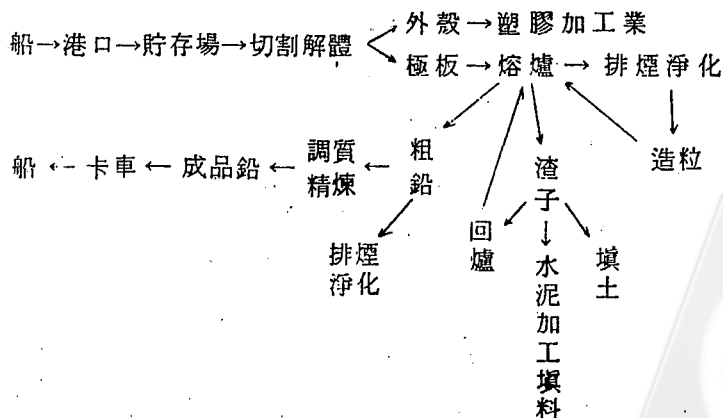 外殼→塑膠加工業
船→港口→貯存場→切割解體
極板→熔爐→排煙淨化
船←卡車←成品鉛←調質精煉←粗鉛
渣子
造粒
排煙淨化
回爐
水泥加工填料
填土